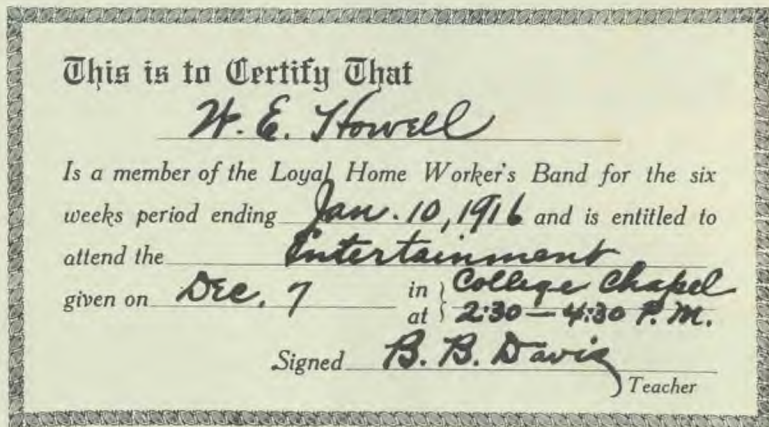 This is to Certify That
W. E. Howell
Is a member of the Loyal Home Worker's Band for the six
weeks period ending Jan. 10, 1916 and is entitled to
attend the Entertainment
given on Dec. 7 in College Chapel
at 2:30 — 4:30 P. M.
Signed B. B. Davis
Teacher